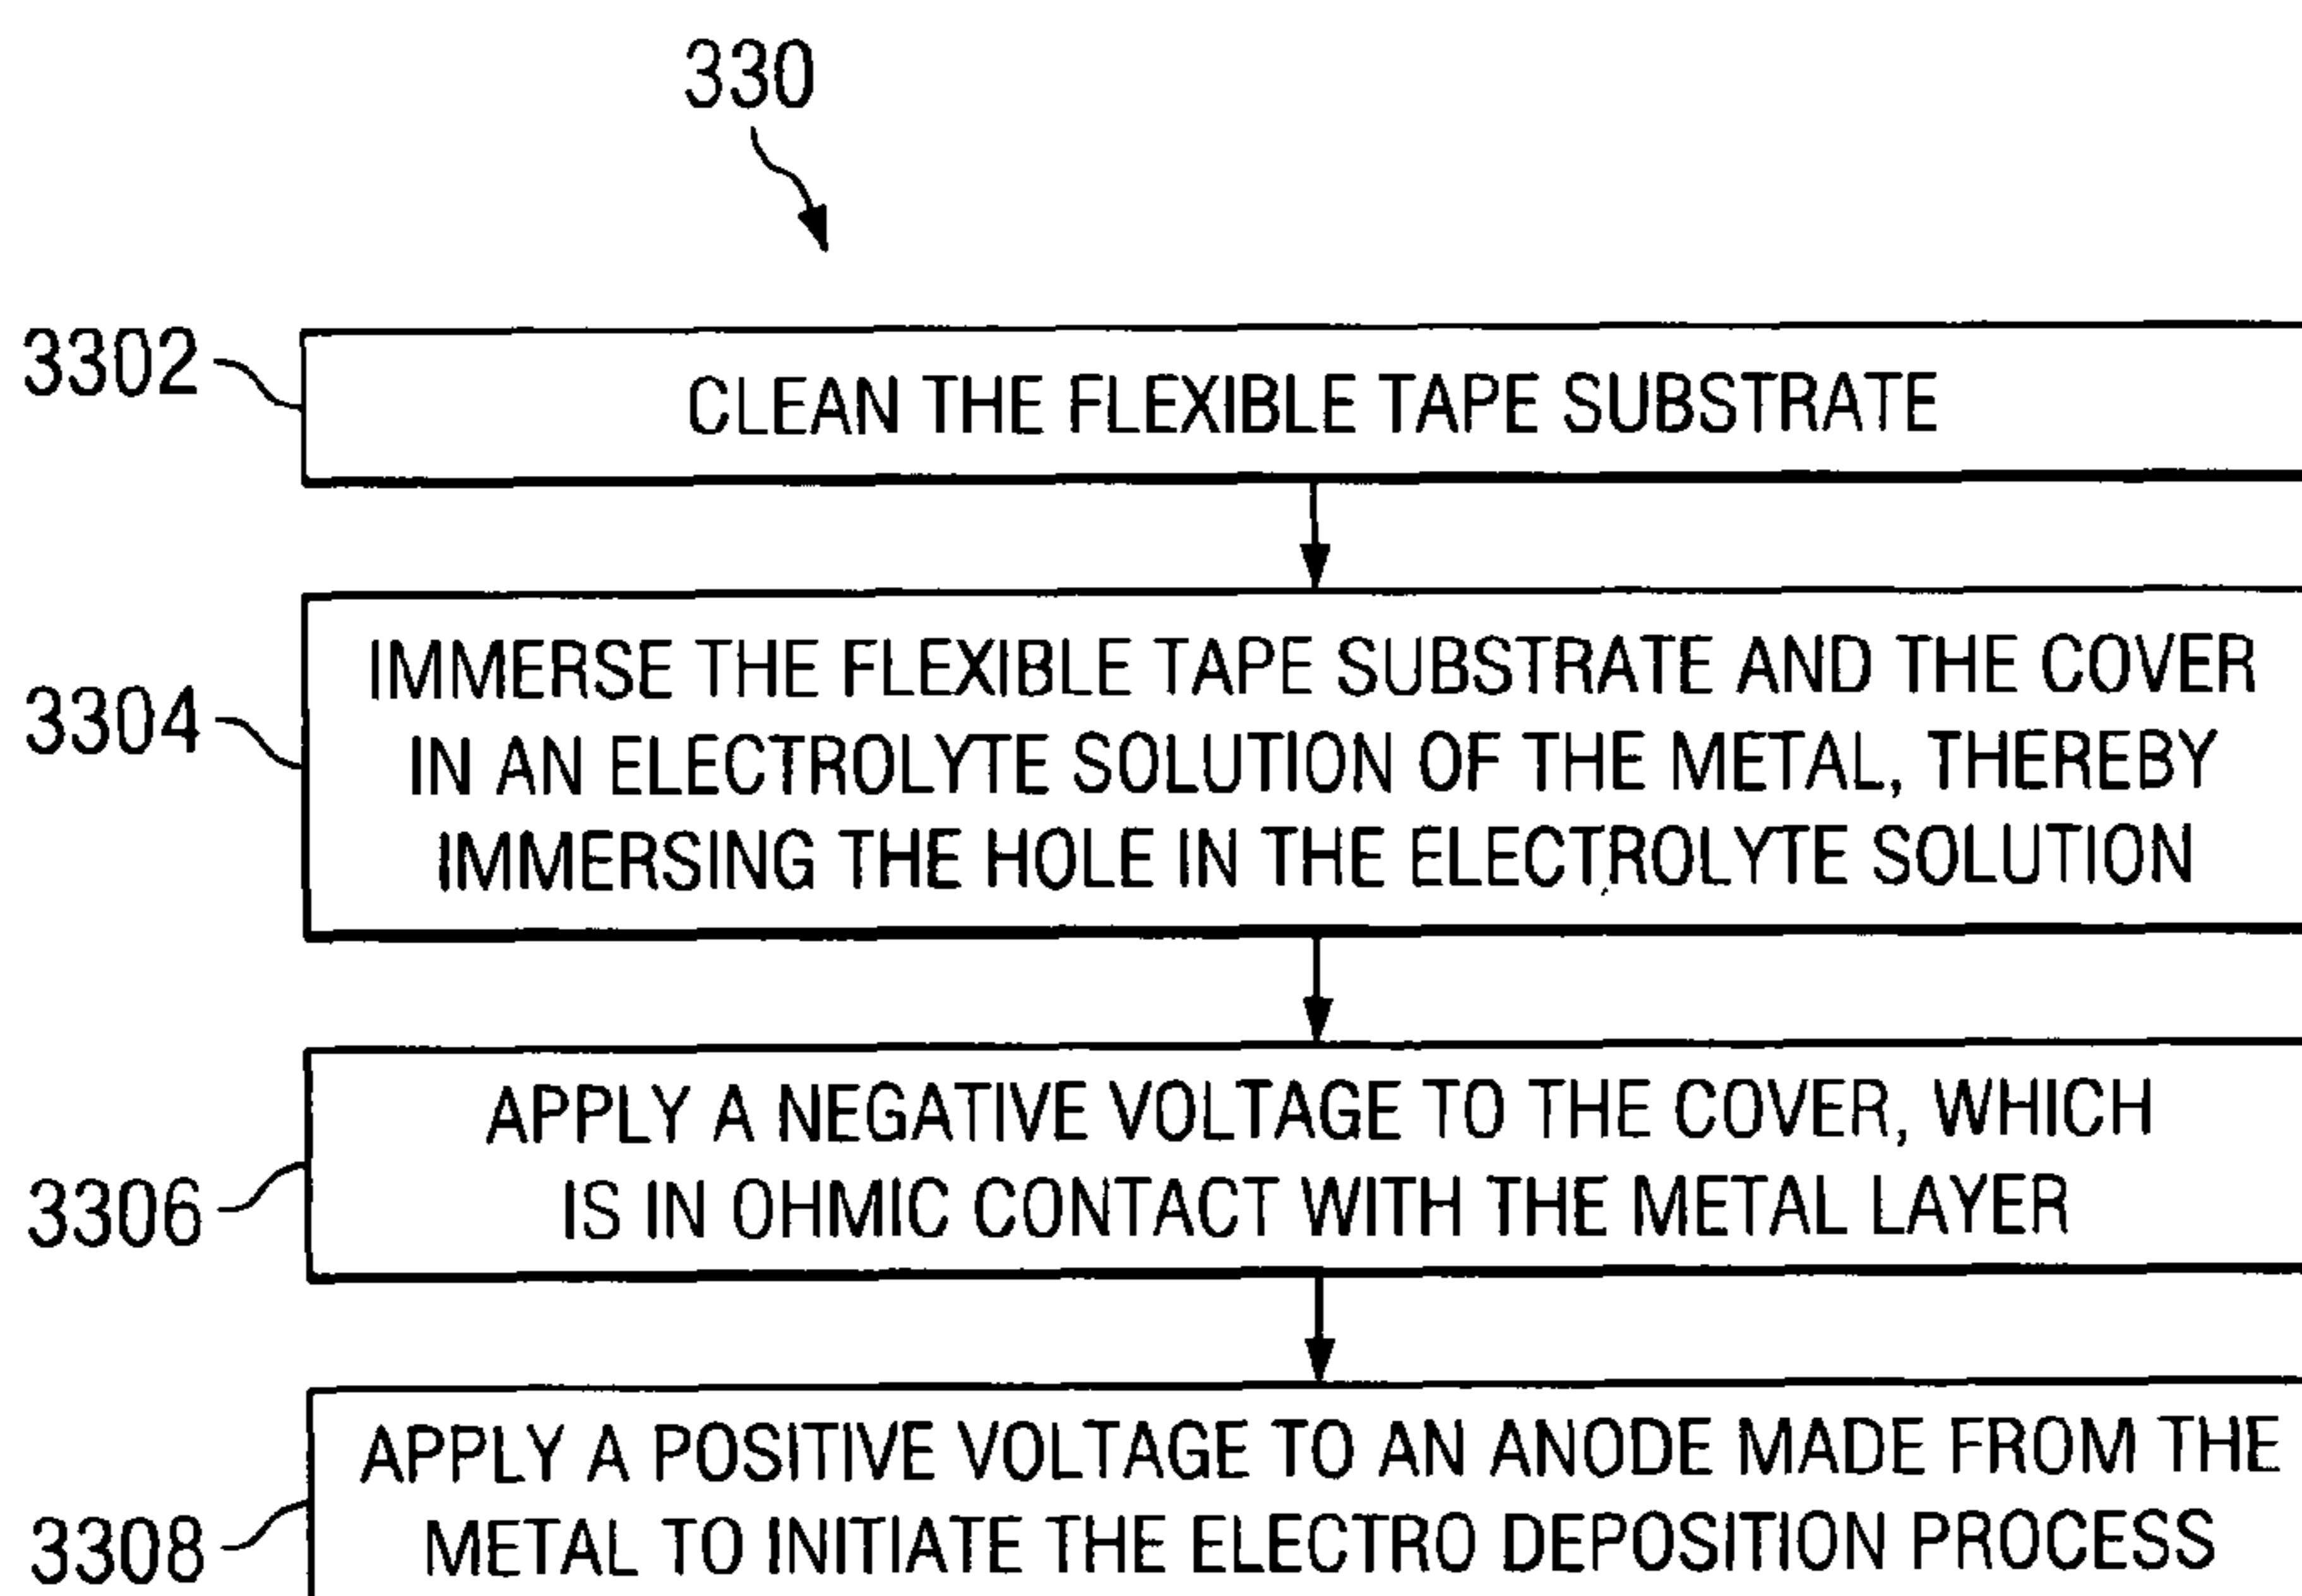 330
3302
CLEAN THE FLEXIBLE TAPE SUBSTRATE
3304
IMMERSE THE FLEXIBLE TAPE SUBSTRATE AND THE COVER
IN AN ELECTROLYTE SOLUTION OF THE METAL, THEREBY
IMMERSING THE HOLE IN THE ELECTROLYTE SOLUTION
3306
APPLY A NEGATIVE VOLTAGE TO THE COVER, WHICH
IS IN OHMIC CONTACT WITH THE METAL LAYER
3308
APPLY A POSITIVE VOLTAGE TO AN ANODE MADE FROM THE
METAL TO INITIATE THE ELECTRO DEPOSITION PROCESS